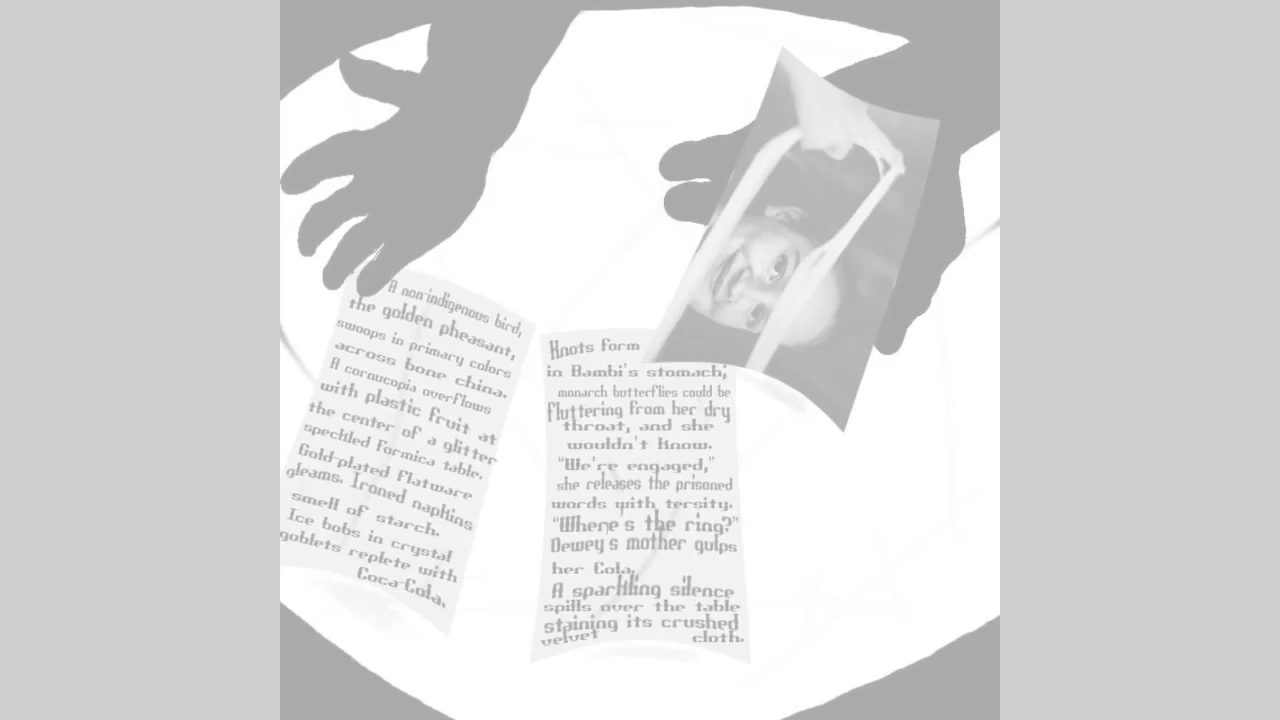 A non-indigenous bird,
the golden pheasant,
swoops in primary colors
across bone china.
A cornucopia overflows
with plastic fruit at
the center of a glitter
speckled Formica table.
Gold-plated flatware
gleams. Ironed napkins
smell of starch.
Ice bobs in crystal
goblets replete with
Coca-Cola.
Knots form
in Bambi's stomach;
monarch butterflies could be
fluttering from her dry
throat, and she
wouldn't know.
"We're engaged,"
she releases the prisoned
words with tersity.
"Where's the ring?"
Dewey's mother gulps
her Cola.
A sparkling silence
spills over the table
staining its crushed
velvet cloth.